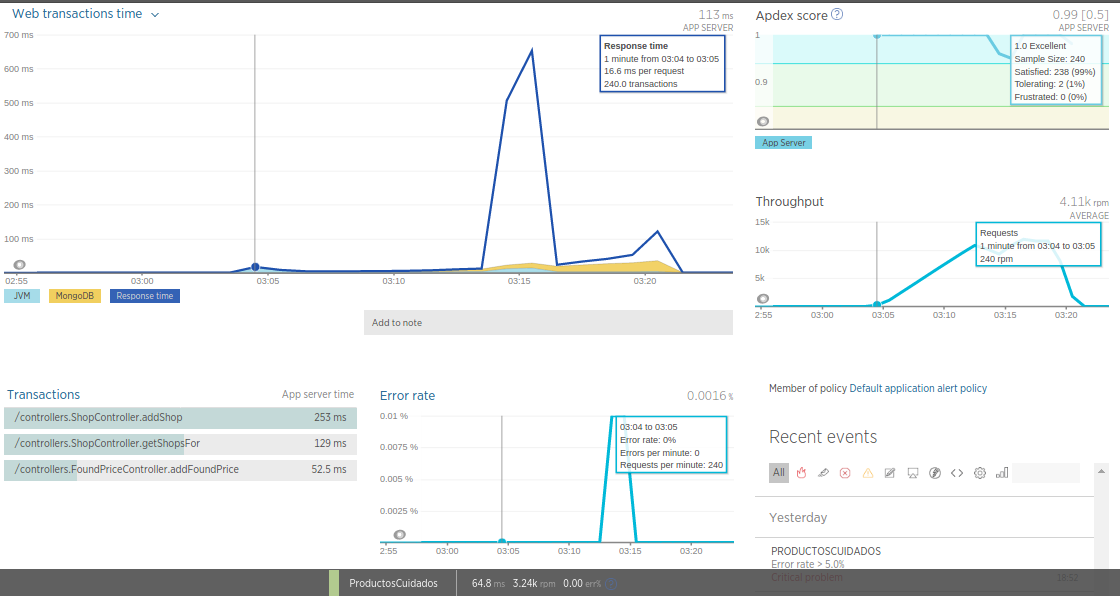 Web transactions time
113 ms
APP SERVER
700 ms
600 ms
500 ms
400 ms
300 ms
200 ms
100 ms
Response time
1 minute from 03:04 to 03:05
16.6 ms per request
240.0 transactions
02:55
03:00
03:05
03:10
03:15
03:20
JVM
MongoDB
Response time
Add to note
Apdex score ?
0.99 [0.5]
APP SERVER
1
0.9
1.0 Excellent
Sample Size: 240
Satisfied: 238 (99%)
Tolerating: 2 (1%)
Frustrated: 0 (0%)
App Server
Throughput
4.11k rpm
AVERAGE
15k
10k
5k
Requests
1 minute from 03:04 to 03:05
240 rpm
2:55
03:00
03:05
03:10
03:15
03:20
Transactions
App server time
/controllers.ShopController.addShop 253 ms
/controllers.ShopController.getShopsFor 129 ms
/controllers.FoundPriceController.addFoundPrice 52.5 ms
Error rate
0.0016 %
0.01 %
0.0075 %
0.005 %
0.0025 %
03:04 to 03:05
Error rate: 0%
Errors per minute: 0
Requests per minute: 240
2:55
03:00
03:05
03:10
03:15
03:20
Member of policy Default application alert policy
Recent events
All
Yesterday
PRODUCTOSCUIDADOS
Error rate > 5.0%
Critical problem 18:52
ProductosCuidados
64.8 ms 3.24k rpm 0.00 err%